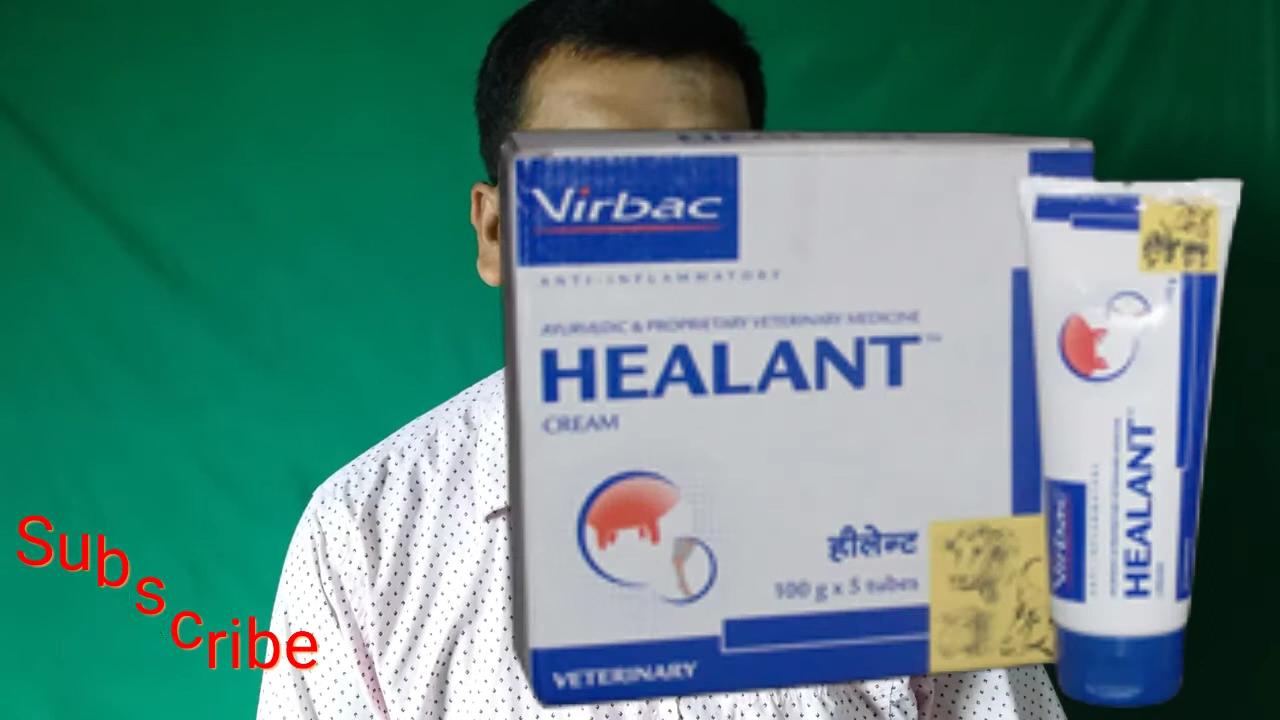 Virbac
ANTI-INFLAMMATORY
AYURVEDIC & PROPRIETARY VETERINARY MEDICINE
HEALANT™
CREAM
हीलेन्ट
100 g x 5 tubes
VETERINARY
HEALANT
Virbac
Subscribe